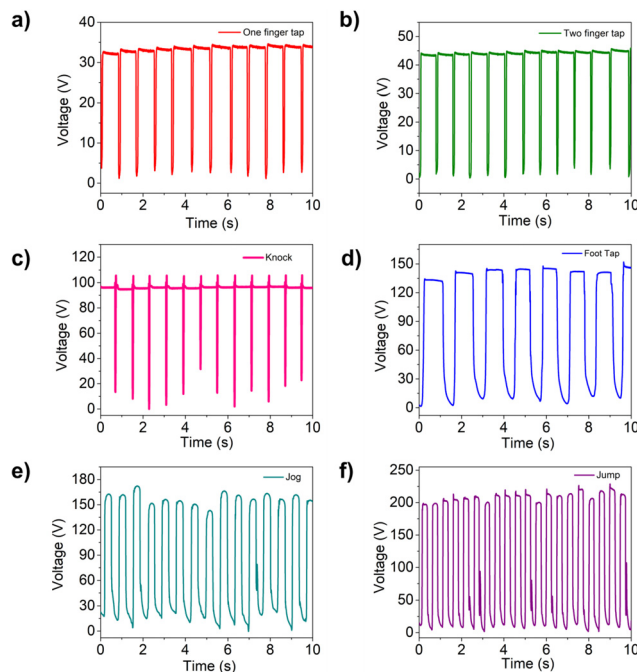 a)
One finger tap
Voltage (V)
40
30
20
10
0
0 2 4 6 8 10
Time (s)
b)
Two finger tap
Voltage (V)
50
40
30
20
10
0
0 2 4 6 8 10
Time (s)
c)
Knock
Voltage (V)
120
100
80
60
40
20
0
0 2 4 6 8 10
Time (s)
d)
Foot Tap
Voltage (V)
150
120
90
60
30
0
0 2 4 6 8 10
Time (s)
e)
Jog
Voltage (V)
180
150
120
90
60
30
0
0 2 4 6 8 10
Time (s)
f)
Jump
Voltage (V)
250
200
150
100
50
0
0 2 4 6 8 10
Time (s)